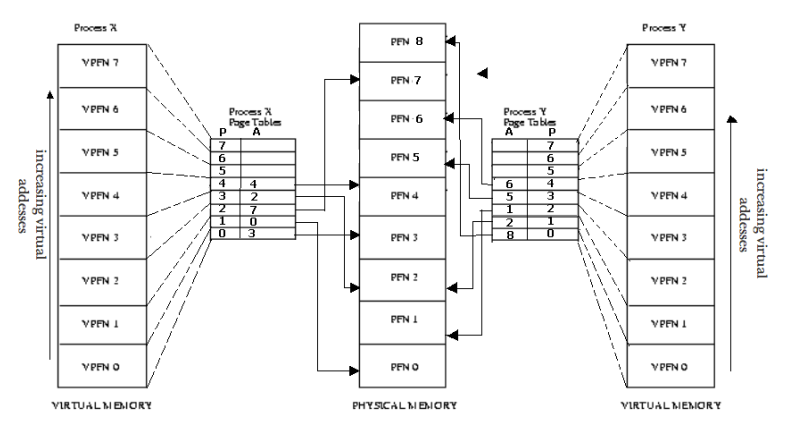 Process X
Process Y
VPFN 7
VPFN 6
VPFN 5
VPFN 4
VPFN 3
VPFN 2
VPFN 1
VPFN 0
VIRTUAL MEMORY
increasing virtual
addesses
Process X
Page Tables
P A
7
6
5
4 4
3 2
2 7
1 0
0 3
PFN 8
PFN 7
PFN 6
PFN 5
PFN 4
PFN 3
PFN 2
PFN 1
PFN 0
PHYSICAL MEMORY
Process Y
Page Tables
A P
7
6
5
6 4
5 3
1 2
2 1
8 0
VPFN 7
VPFN 6
VPFN 5
VPFN 4
VPFN 3
VPFN 2
VPFN 1
VPFN 0
VIRTUAL MEMORY
increasing virtual
addesses